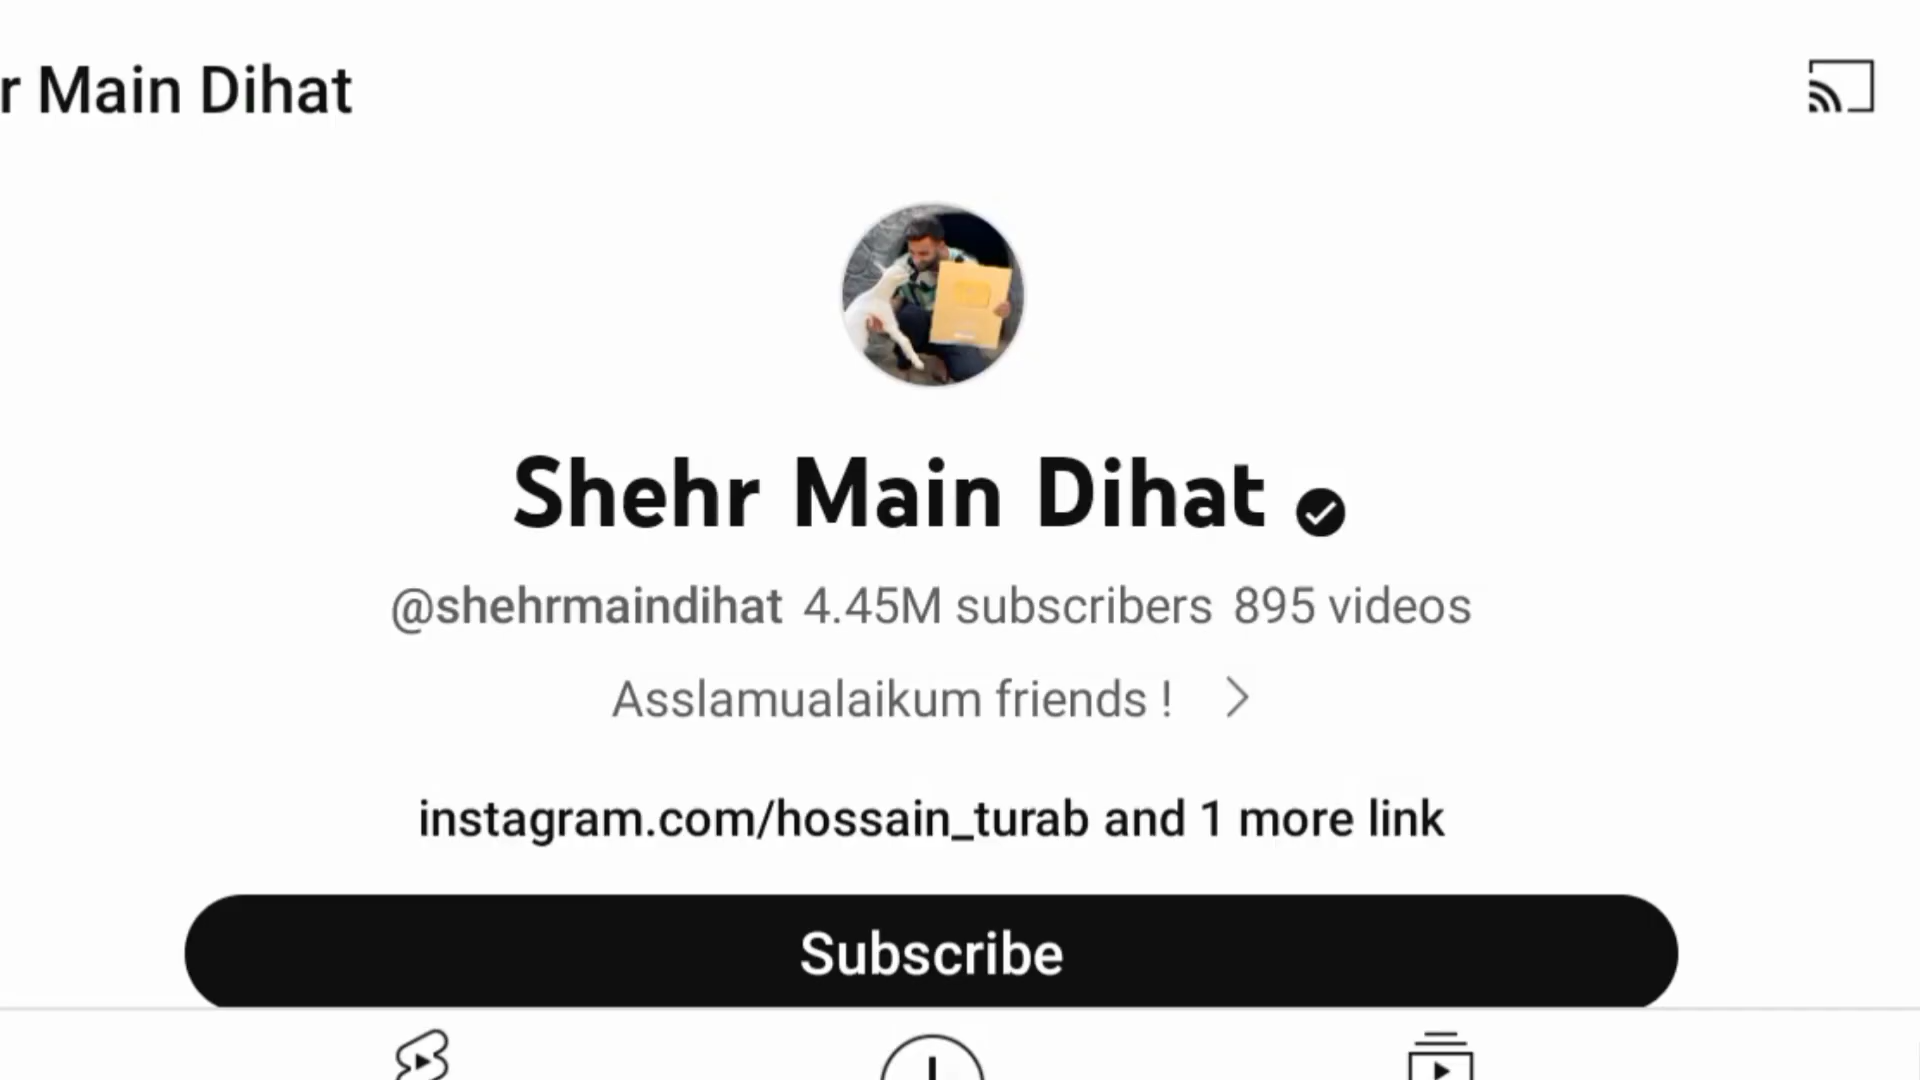 r Main Dihat
Shehr Main Dihat
@shehrmaindihat 4.45M subscribers 895 videos
Asslamualaikum friends !
instagram.com/hossain_turab and 1 more link
Subscribe